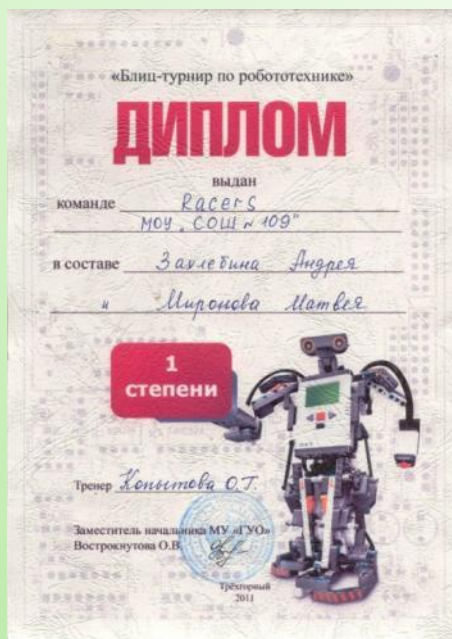 «Блиц-турнир по робототехнике»
ДИПЛОМ
выдан
команде Racers
МОУ „СОШ № 109"
в составе Захлебина Андрея
и Миронова Матвея
1
степени
Тренер Копытова О.Т.
Заместитель начальника МУ «ГУО»
Вострокнутова О.В.
Трёхгорный
2011